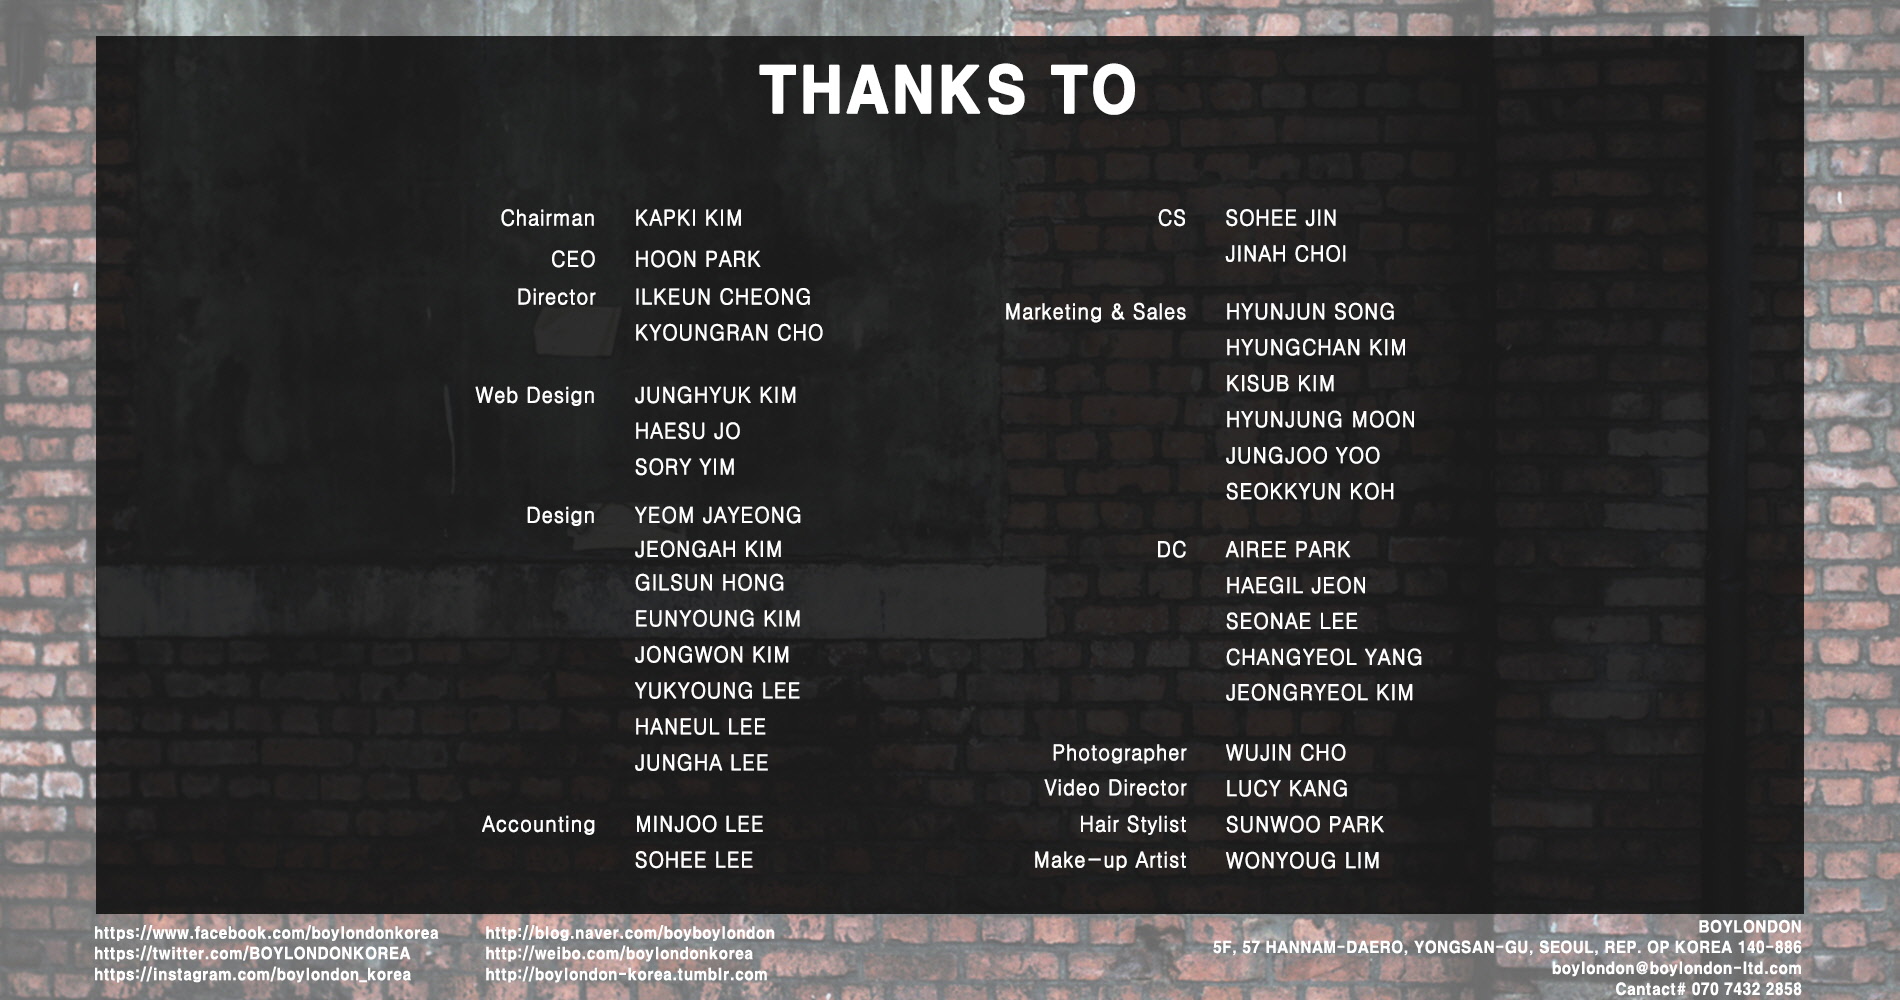 THANKS TO
Chairman KAPKI KIM
CEO HOON PARK
Director ILKEUN CHEONG
KYOUNGRAN CHO
Web Design JUNGHYUK KIM
HAESU JO
SORY YIM
Design YEOM JAYEONG
JEONGAH KIM
GILSUN HONG
EUNYOUNG KIM
JONGWON KIM
YUKYOUNG LEE
HANEUL LEE
JUNGHA LEE
Accounting MINJOO LEE
SOHEE LEE
CS SOHEE JIN
JINAH CHOI
Marketing & Sales HYUNJUN SONG
HYUNGCHAN KIM
KISUB KIM
HYUNJUNG MOON
JUNGJOO YOO
SEOKKYUN KOH
DC AIREE PARK
HAEGIL JEON
SEONAE LEE
CHANGYEOL YANG
JEONGRYEOL KIM
Photographer WUJIN CHO
Video Director LUCY KANG
Hair Stylist SUNWOO PARK
Make-up Artist WONYOUG LIM
https://www.facebook.com/boylondonkorea
https://twitter.com/BOYLONDONKOREA
https://instagram.com/boylondon_korea
http://blog.naver.com/boyboylondon
http://weibo.com/boylondonkorea
http://boylondon-korea.tumblr.com
BOYLONDON
5F, 57 HANNAM-DAERO, YONGSAN-GU, SEOUL, REP. OP KOREA 140-886
boylondon@boylondon-ltd.com
Cantact# 070 7432 2858